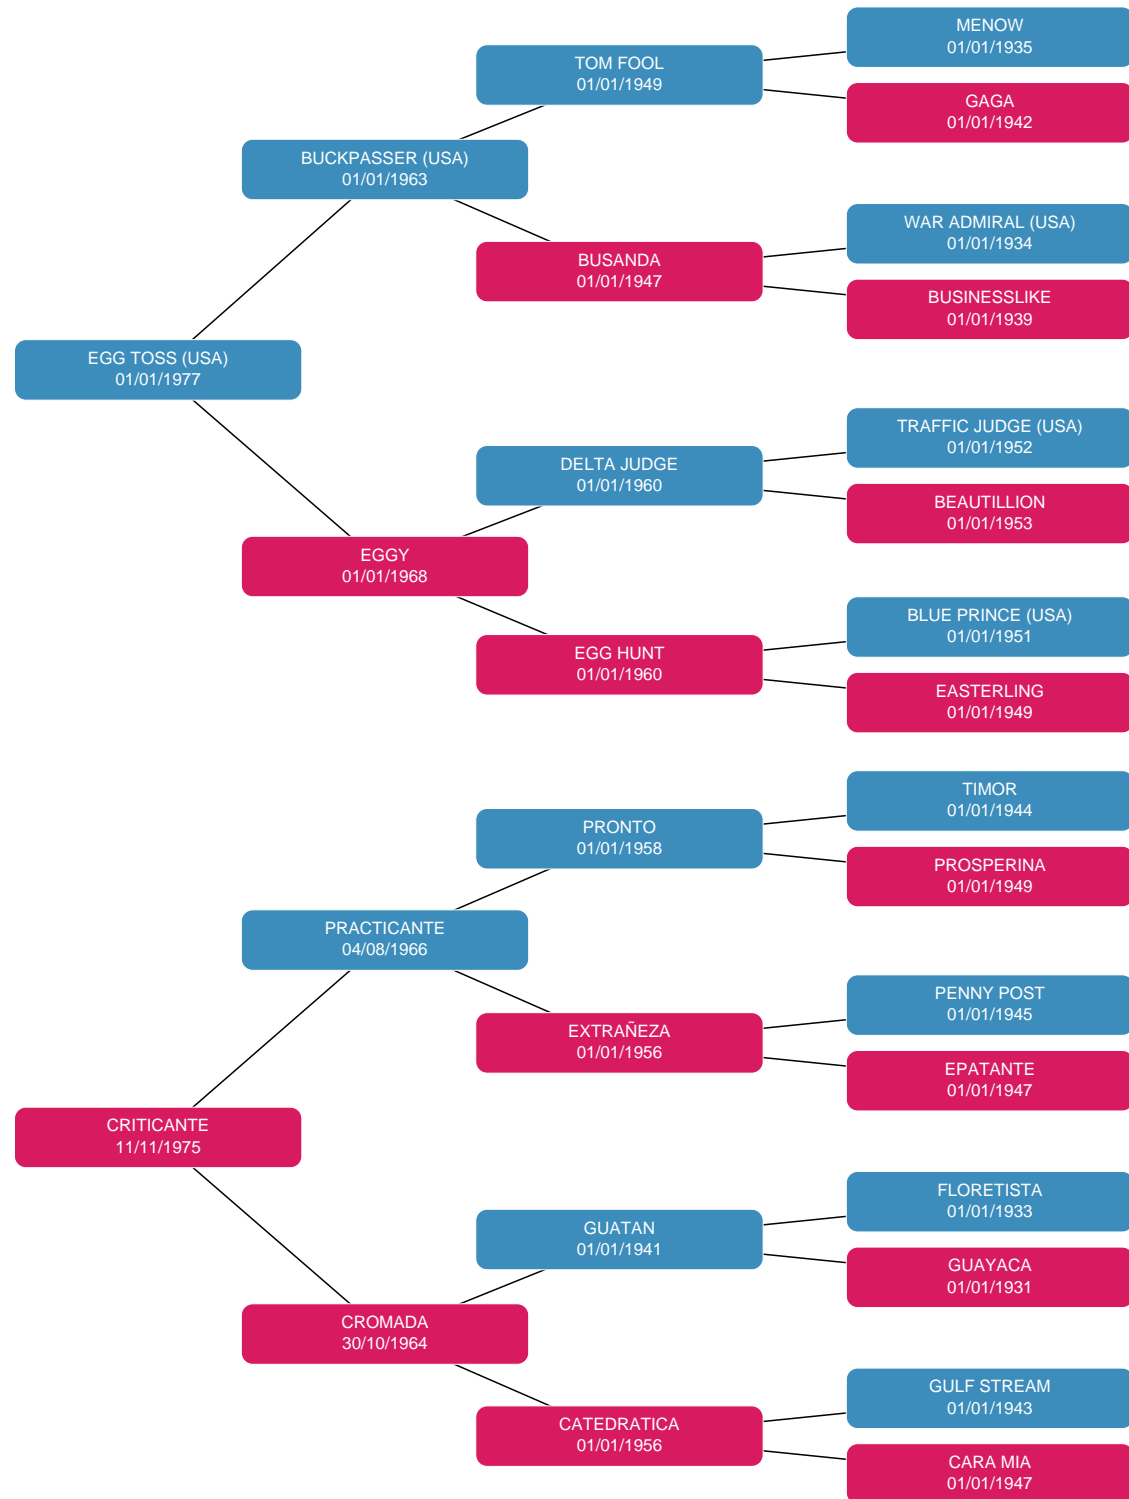 MENOW
01/01/1935
TOM FOOL
01/01/1949
GAGA
01/01/1942
BUCKPASSER (USA)
01/01/1963
WAR ADMIRAL (USA)
01/01/1934
BUSANDA
01/01/1947
BUSINESSLIKE
01/01/1939
EGG TOSS (USA)
01/01/1977
TRAFFIC JUDGE (USA)
01/01/1952
DELTA JUDGE
01/01/1960
BEAUTILLION
01/01/1953
EGGY
01/01/1968
BLUE PRINCE (USA)
01/01/1951
EGG HUNT
01/01/1960
EASTERLING
01/01/1949
TIMOR
01/01/1944
PRONTO
01/01/1958
PROSPERINA
01/01/1949
PRACTICANTE
04/08/1966
PENNY POST
01/01/1945
EXTRAÑEZA
01/01/1956
EPATANTE
01/01/1947
CRITICANTE
11/11/1975
FLORETISTA
01/01/1933
GUATAN
01/01/1941
GUAYACA
01/01/1931
CROMADA
30/10/1964
GULF STREAM
01/01/1943
CATEDRATICA
01/01/1956
CARA MIA
01/01/1947